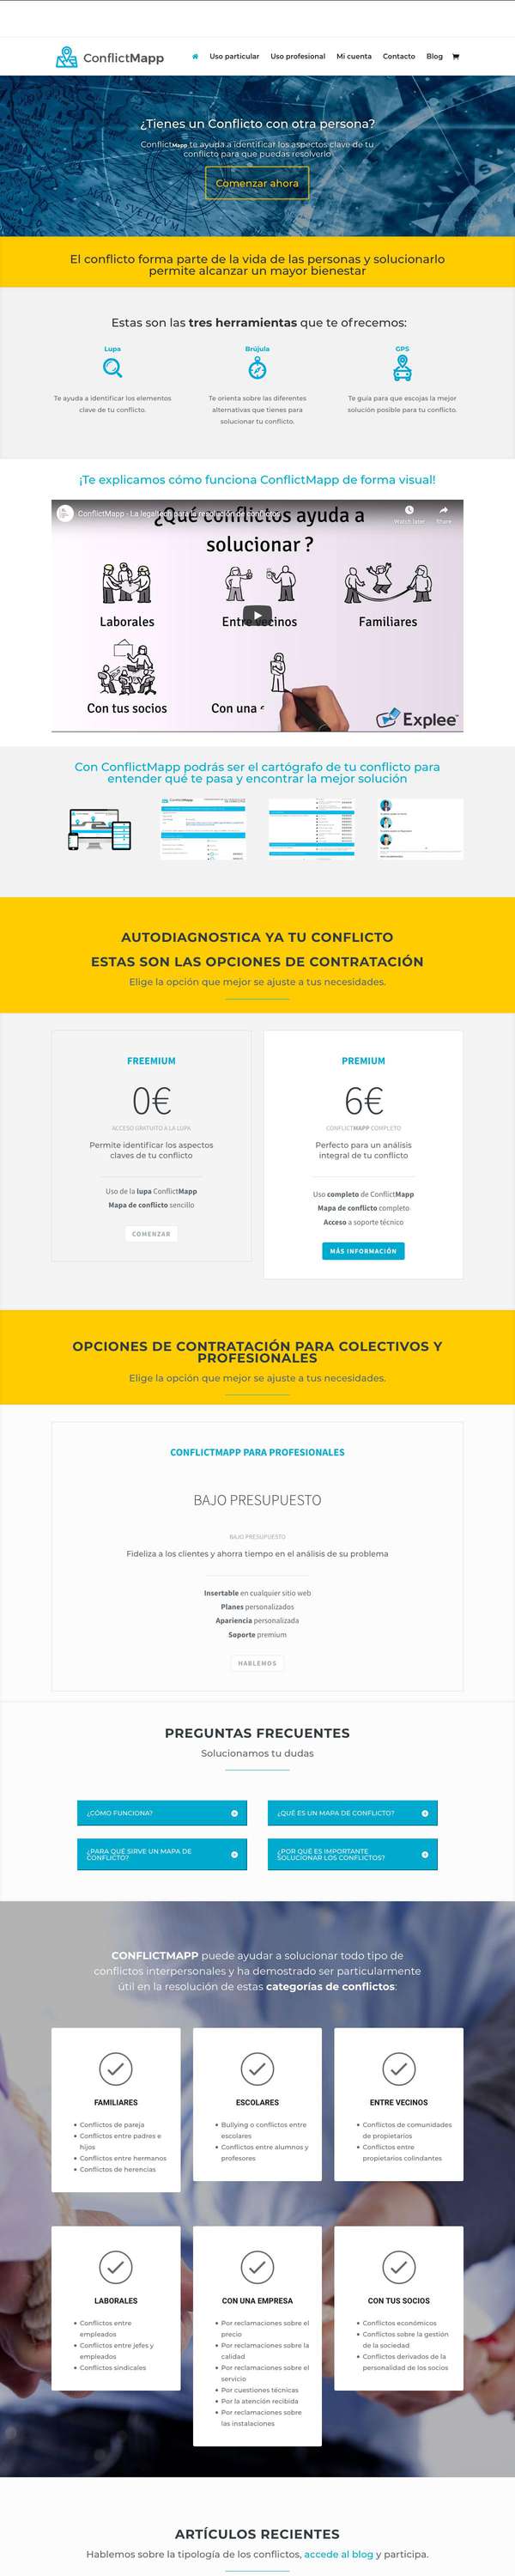 ConflictMapp
Uso particular Uso profesional Mi cuenta Contacto Blog
¿Tienes un Conflicto con otra persona?
ConflictMapp te ayuda a identificar los aspectos clave de tu
conflicto para que puedas resolverlo
Comenzar ahora
MARE SVETICVM
El conflicto forma parte de la vida de las personas y solucionarlo
permite alcanzar un mayor bienestar
Estas son las tres herramientas que te ofrecemos:
Lupa
Te ayuda a identificar los elementos
clave de tu conflicto.
Brújula
Te orienta sobre las diferentes
alternativas que tienes para
solucionar tu conflicto.
GPS
Te guía para que escojas la mejor
solución posible para tu conflicto.
¡Te explicamos cómo funciona ConflictMapp de forma visual!
ConflictMapp - La legaltech para la resolución de conflictos
Watch later Share
¿Qué conflictos ayuda a
solucionar ?
Laborales
Entre vecinos
Familiares
Con tus socios
Con una
Explee
Con ConflictMapp podrás ser el cartógrafo de tu conflicto para
entender qué te pasa y encontrar la mejor solución
AUTODIAGNOSTICA YA TU CONFLICTO
ESTAS SON LAS OPCIONES DE CONTRATACIÓN
Elige la opción que mejor se ajuste a tus necesidades.
FREEMIUM
0€
ACCESO GRATUITO A LA LUPA
Permite identificar los aspectos
claves de tu conflicto
Uso de la lupa ConflictMapp
Mapa de conflicto sencillo
COMENZAR
PREMIUM
6€
CONFLICTMAPP COMPLETO
Perfecto para un análisis
integral de tu conflicto
Uso completo de ConflictMapp
Mapa de conflicto completo
Acceso a soporte técnico
MÁS INFORMACIÓN
OPCIONES DE CONTRATACIÓN PARA COLECTIVOS Y
PROFESIONALES
Elige la opción que mejor se ajuste a tus necesidades.
CONFLICTMAPP PARA PROFESIONALES
BAJO PRESUPUESTO
BAJO PRESUPUESTO
Fideliza a los clientes y ahorra tiempo en el análisis de su problema
Insertable en cualquier sitio web
Planes personalizados
Apariencia personalizada
Soporte premium
HABLEMOS
PREGUNTAS FRECUENTES
Solucionamos tu dudas
¿CÓMO FUNCIONA?
¿QUÉ ES UN MAPA DE CONFLICTO?
¿PARA QUÉ SIRVE UN MAPA DE
CONFLICTO?
¿POR QUÉ ES IMPORTANTE
SOLUCIONAR LOS CONFLICTOS?
CONFLICTMAPP puede ayudar a solucionar todo tipo de
conflictos interpersonales y ha demostrado ser particularmente
útil en la resolución de estas categorías de conflictos:
FAMILIARES
• Conflictos de pareja
• Conflictos entre padres e
hijos
• Conflictos entre hermanos
• Conflictos de herencias
ESCOLARES
• Bullying o conflictos entre
escolares
• Conflictos entre alumnos y
profesores
ENTRE VECINOS
• Conflictos de comunidades
de propietarios
• Conflictos entre
propietarios colindantes
LABORALES
• Conflictos entre
empleados
• Conflictos entre jefes y
empleados
• Conflictos sindicales
CON UNA EMPRESA
• Por reclamaciones sobre el
precio
• Por reclamaciones sobre la
calidad
• Por reclamaciones sobre el
servicio
• Por cuestiones técnicas
• Por la atención recibida
• Por reclamaciones sobre
las instalaciones
CON TUS SOCIOS
• Conflictos económicos
• Conflictos sobre la gestión
de la sociedad
• Conflictos derivados de la
personalidad de los socios
ARTÍCULOS RECIENTES
Hablemos sobre la tipología de los conflictos, accede al blog y participa.